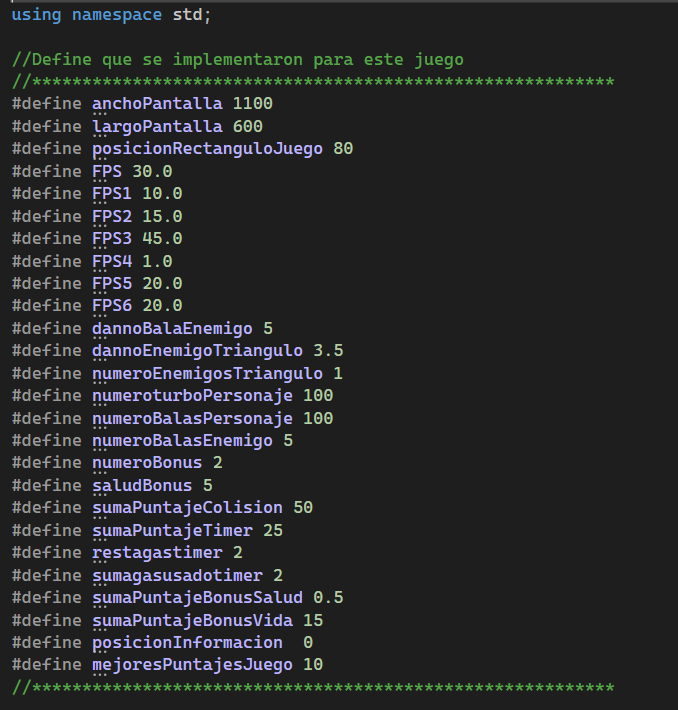 using namespace std;
//Define que se implementaron para este juego
//**********************************************************
#define anchoPantalla 1100
#define largoPantalla 600
#define posicionRectanguloJuego 80
#define FPS 30.0
#define FPS1 10.0
#define FPS2 15.0
#define FPS3 45.0
#define FPS4 1.0
#define FPS5 20.0
#define FPS6 20.0
#define dannoBalaEnemigo 5
#define dannoEnemigoTriangulo 3.5
#define numeroEnemigosTriangulo 1
#define numeroturboPersonaje 100
#define numeroBalasPersonaje 100
#define numeroBalasEnemigo 5
#define numeroBonus 2
#define saludBonus 5
#define sumaPuntajeColision 50
#define sumaPuntajeTimer 25
#define restagastimer 2
#define sumagasusadotimer 2
#define sumaPuntajeBonusSalud 0.5
#define sumaPuntajeBonusVida 15
#define posicionInformacion  0
#define mejoresPuntajesJuego 10
//**********************************************************